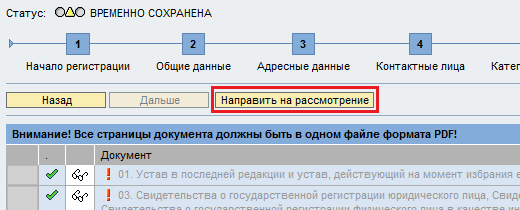 Статус: ВРЕМЕННО СОХРАНЕНА
1 2 3 4
Начало регистрации Общие данные Адресные данные Контактные лица Катег
Назад Дальше Направить на рассмотрение
Внимание! Все страницы документа должны быть в одном файле формата PDF!
. Документ
! 01. Устав в последней редакции и устав, действующий на момент избрания е
! 03. Свидетельства о государственной регистрации юридического лица, Свид
Свидетельство о государственной регистрации физического лица в качестве ин